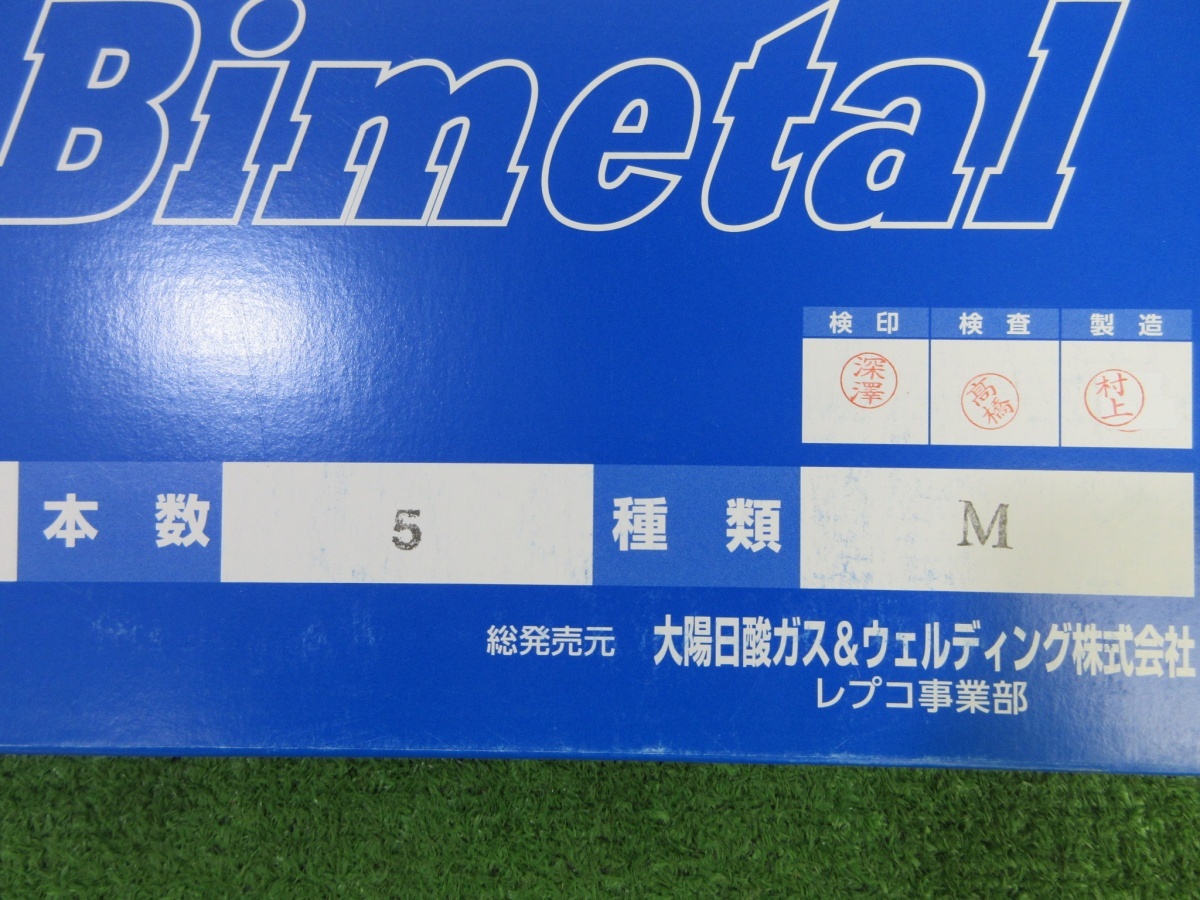 Bimetal
検印 検査 製造
深澤 高橋 村上
本数 5 種類 M
総発売元 大陽日酸ガス&ウェルディング株式会社
レプコ事業部